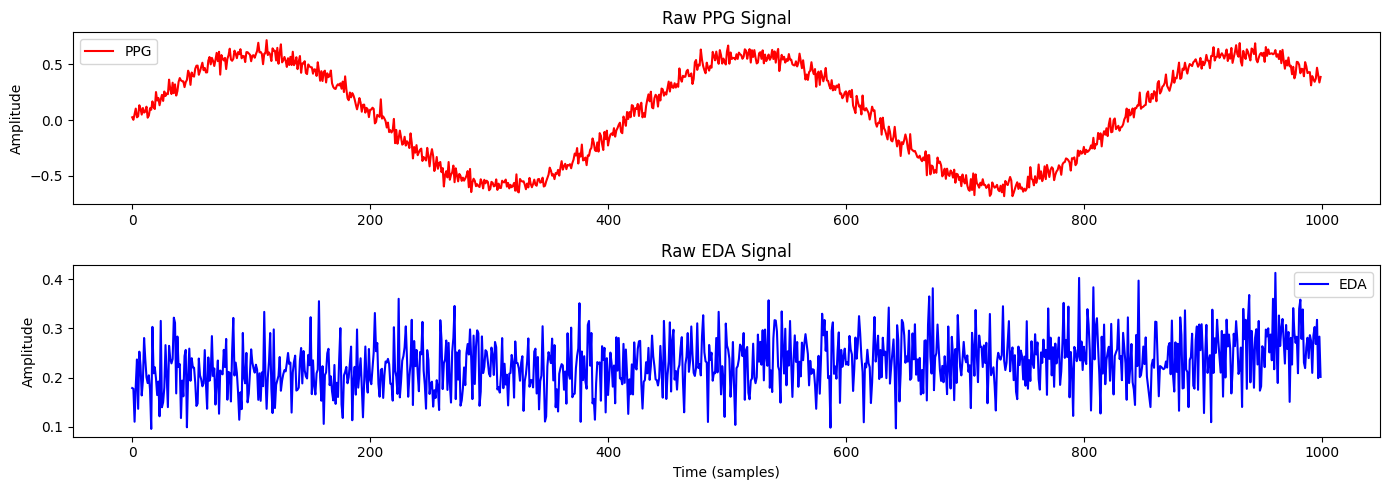 Raw PPG Signal
PPG
Amplitude
0.5
0.0
−0.5
0 200 400 600 800 1000
Raw EDA Signal
EDA
Amplitude
0.4
0.3
0.2
0.1
0 200 400 600 800 1000
Time (samples)